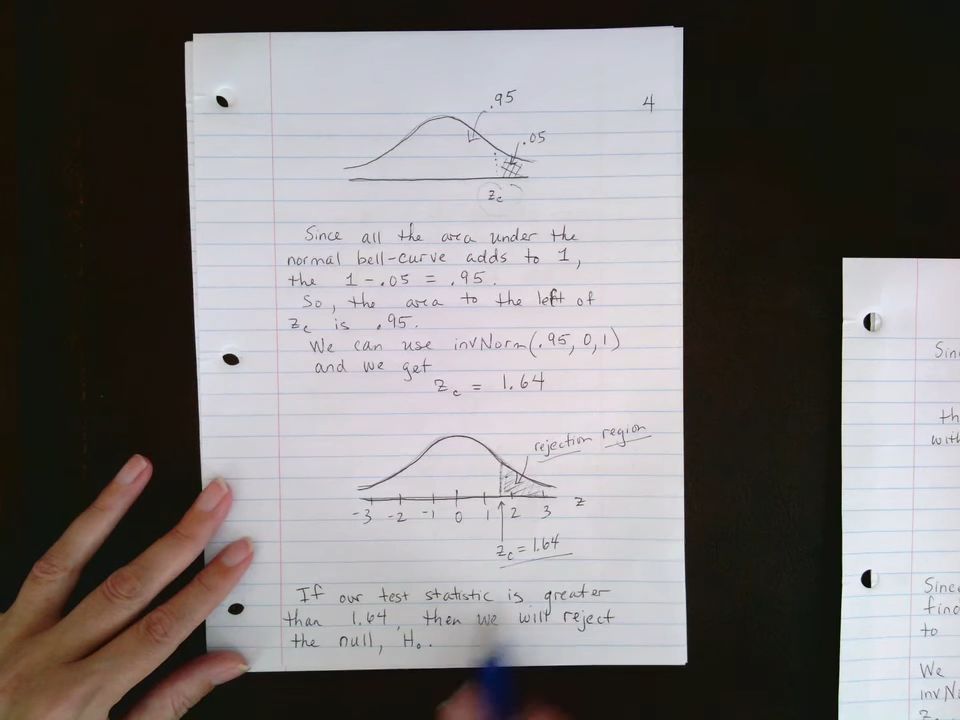 4
.95
.05
zc
Since all the area under the
normal bell-curve adds to 1,
the 1 - .05 = .95.
So, the area to the left of
zc is .95.
We can use invNorm(.95, 0, 1)
and we get
zc = 1.64
rejection region
-3 -2 -1 0 1 2 3 z
zc = 1.64
If our test statistic is greater
than 1.64, then we will reject
the null, H₀.
Sin
th
with
Since
find
to
We
invNo
z